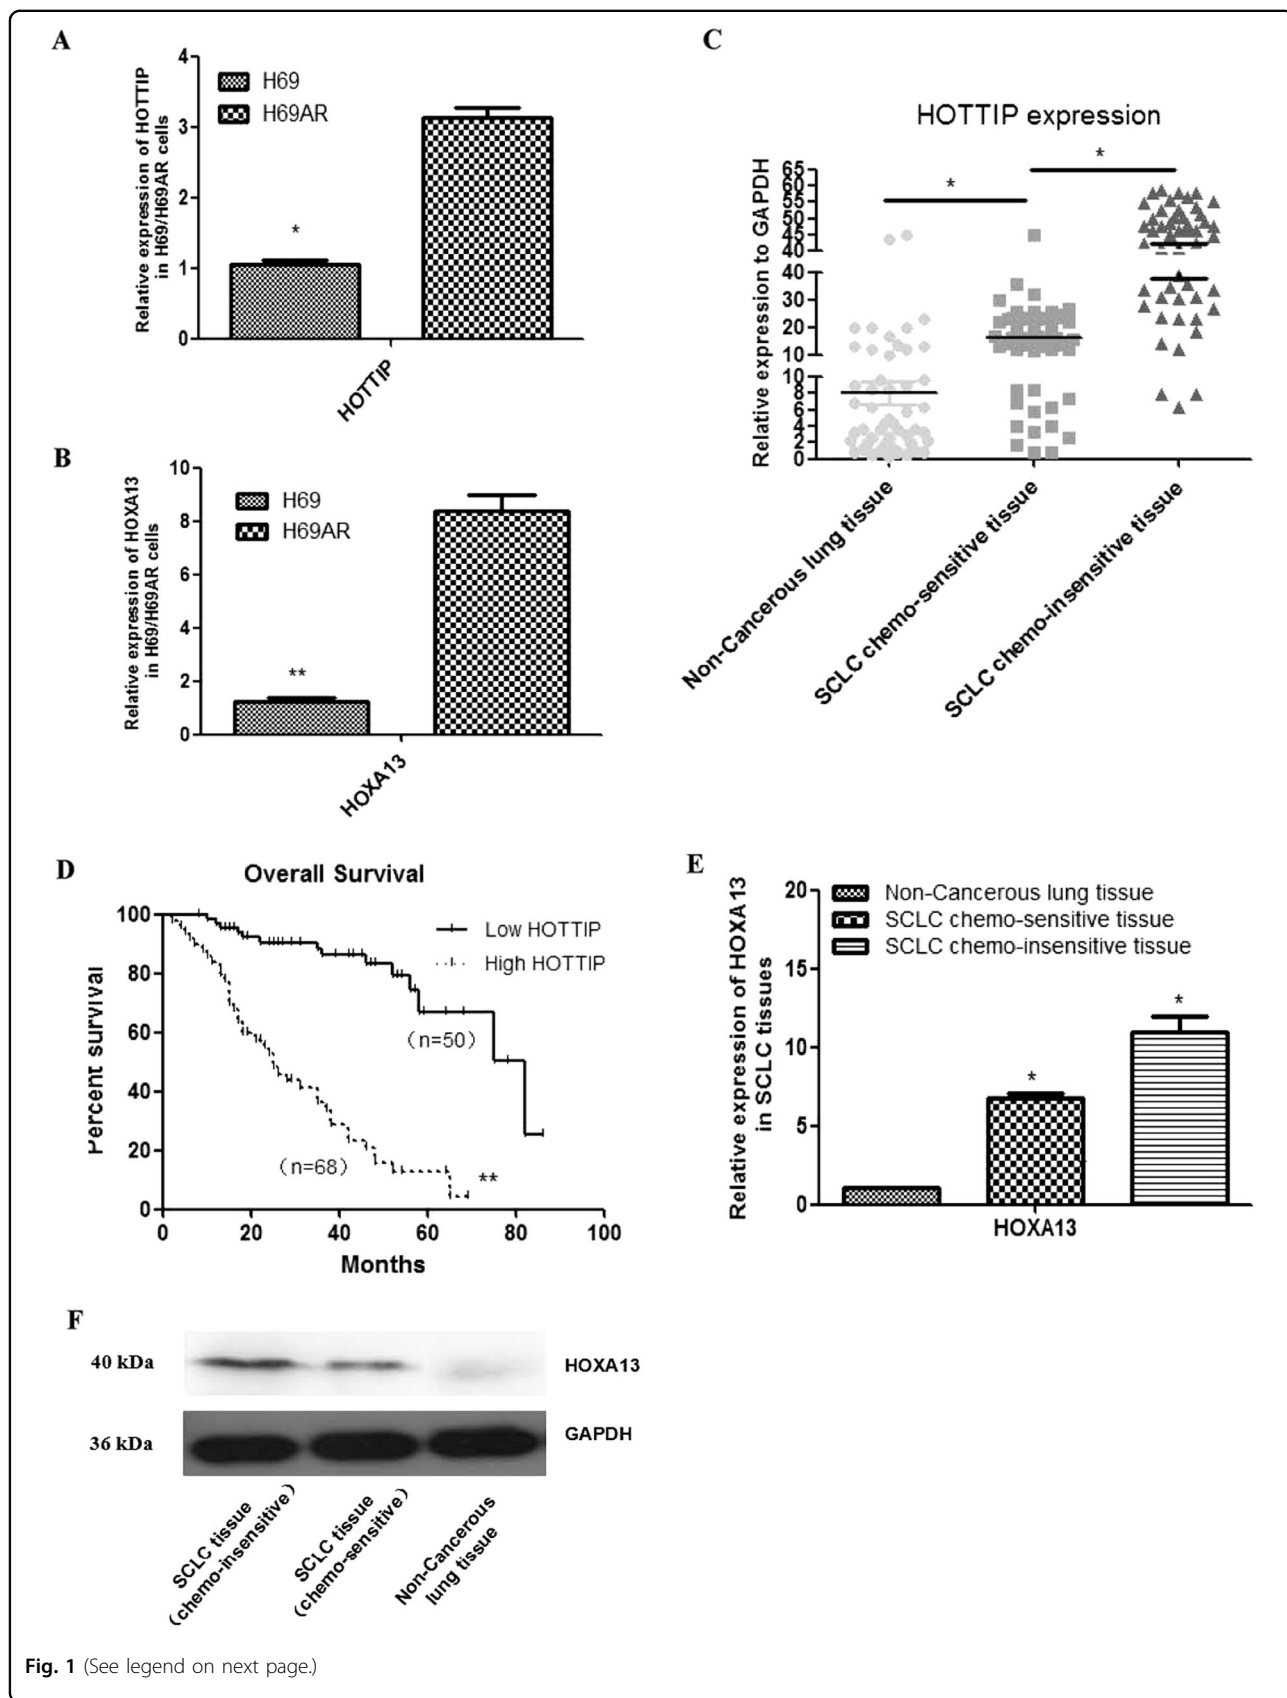 A
Relative expression of HOTTIP
in H69/H69AR cells
4
3
2
1
0
H69
H69AR
*
HOTTIP
B
Relative expression of HOXA13
in H69/H69AR cells
10
8
6
4
2
0
H69
H69AR
**
HOXA13
C
HOTTIP expression
Relative expression to GAPDH
65
60
55
50
45
40
40
30
20
10
8
6
4
2
0
*
*
Non-Cancerous lung tissue
SCLC chemo-sensitive tissue
SCLC chemo-insensitive tissue
D
Overall Survival
Percent survival
100
80
60
40
20
0
Low HOTTIP
High HOTTIP
(n=50)
(n=68)
**
0 20 40 60 80 100
Months
E
Relative expression of HOXA13
in SCLC tissues
20
15
10
5
0
Non-Cancerous lung tissue
SCLC chemo-sensitive tissue
SCLC chemo-insensitive tissue
*
*
HOXA13
F
40 kDa
HOXA13
36 kDa
GAPDH
SCLC tissue
(chemo-insensitive)
SCLC tissue
(chemo-sensitive)
Non-Cancerous
lung tissue
Fig. 1 (See legend on next page.)